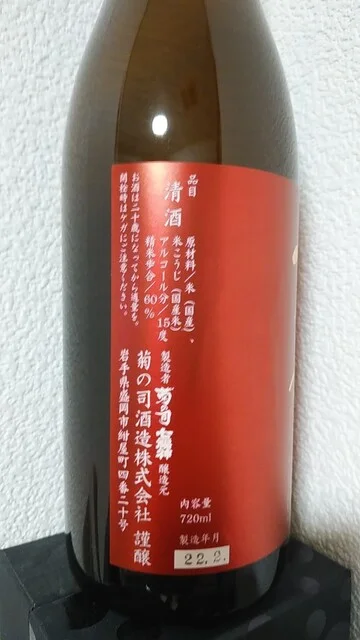 品目
清酒
原材料／米（国産）、
米こうじ（国産米）
アルコール分／15度
精米歩合／60%
お酒は二十歳になってから適量を。
開栓時はケガにご注意ください。
製造者
醸造元
菊の司酒造株式会社 謹醸
岩手県盛岡市紺屋町四番二十号
内容量
720ml
製造年月
22.2.